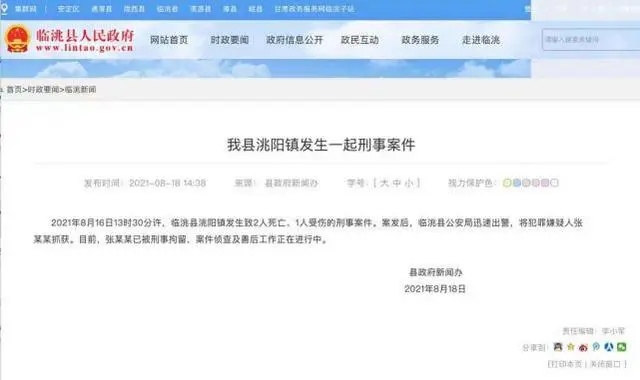 集群网 | 安定区 通渭县 陇西县 临洮县 渭源县 漳县 岷县 甘肃政务服务网临洮子站
临洮县人民政府
www.lintao.gov.cn
网站首页 时政要闻 政府信息公开 政民互动 政务服务 走进临洮
请输入搜索关键词
首页>时政要闻>临洮新闻
我县洮阳镇发生一起刑事案件
发布时间：2021-08-18 14:38 来源：县政府新闻办 字号：[ 大 中 小 ] 视力保护色：
2021年8月16日13时30分许，临洮县洮阳镇发生致2人死亡、1人受伤的刑事案件。案发后，临洮县公安局迅速出警，将犯罪嫌疑人张
某某抓获。目前，张某某已被刑事拘留，案件侦查及善后工作正在进行中。
县政府新闻办
2021年8月18日
责任编辑：李小军
分享到：
[打印本页 | 关闭窗口 ]